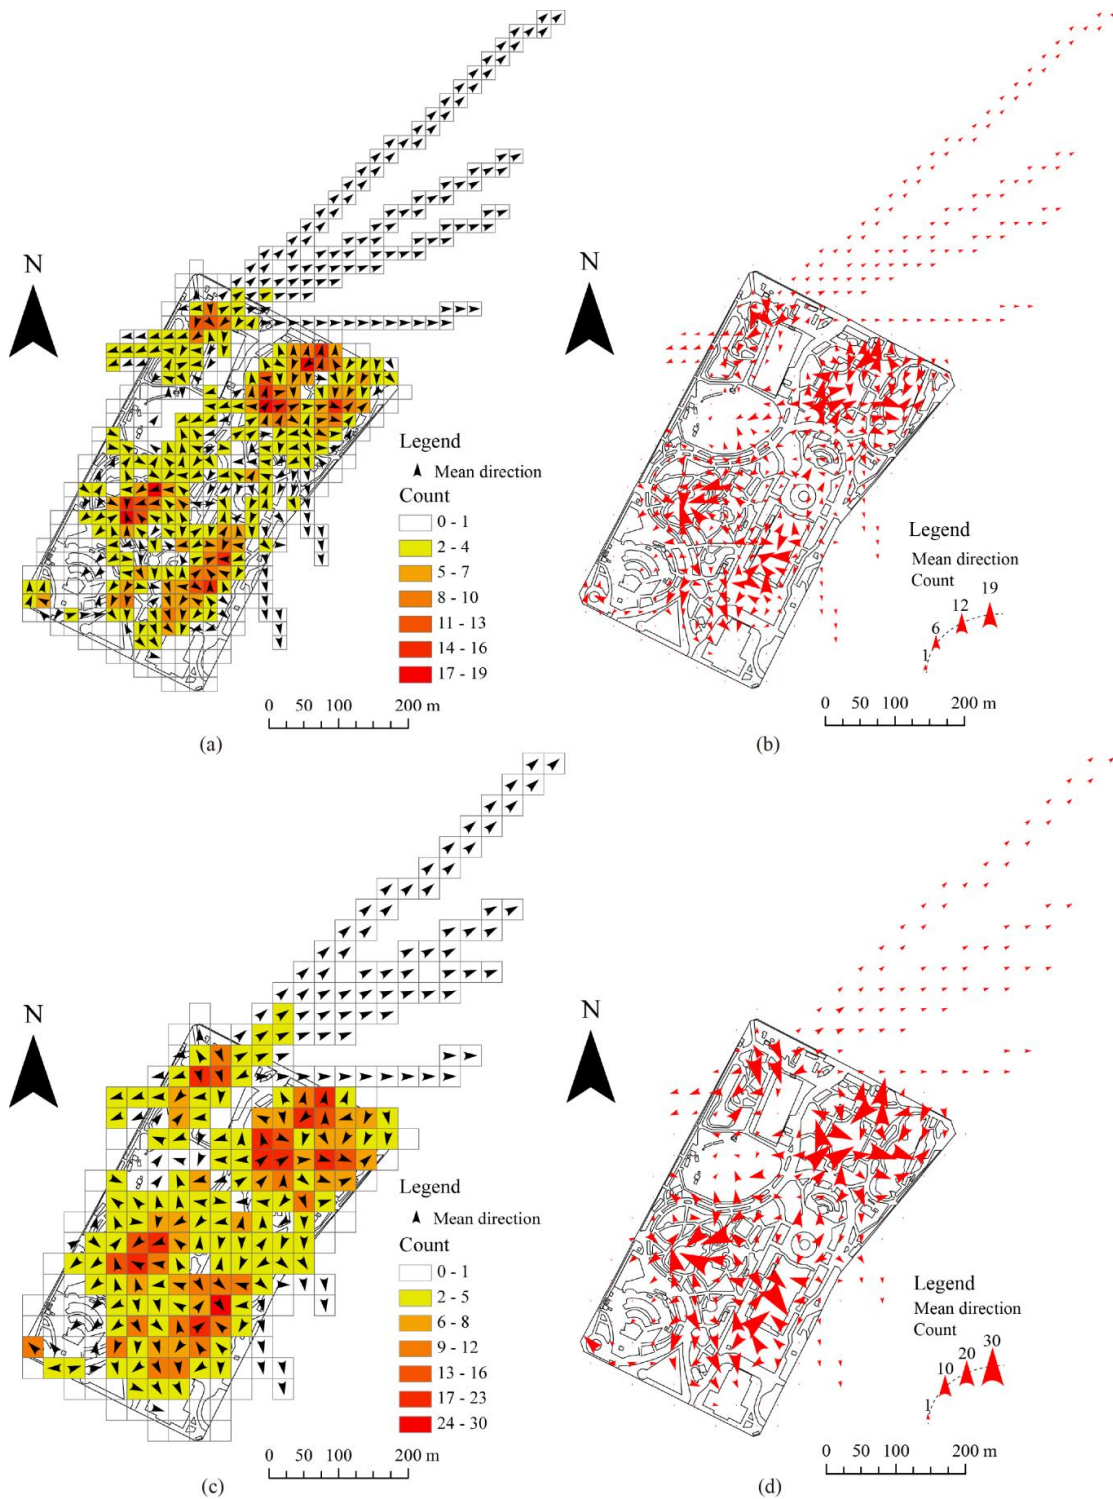 N
Legend
Mean direction
Count
0 - 1
2 - 4
5 - 7
8 - 10
11 - 13
14 - 16
17 - 19
0 50 100 200 m
(a)
N
Legend
Mean direction
Count
19
12
6
1
0 50 100 200 m
(b)
N
Legend
Mean direction
Count
0 - 1
2 - 5
6 - 8
9 - 12
13 - 16
17 - 23
24 - 30
0 50 100 200 m
(c)
N
Legend
Mean direction
Count
30
20
10
1
0 50 100 200 m
(d)